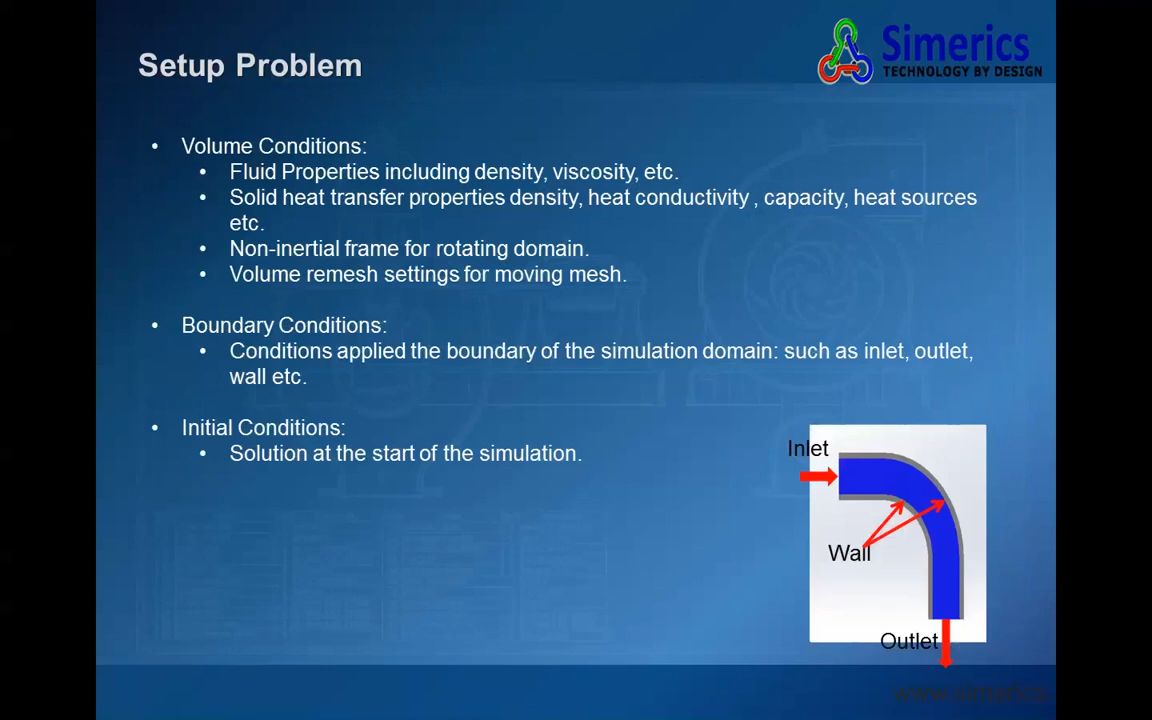 Simerics
TECHNOLOGY BY DESIGN
Setup Problem
• Volume Conditions:
• Fluid Properties including density, viscosity, etc.
• Solid heat transfer properties density, heat conductivity , capacity, heat sources
etc.
• Non-inertial frame for rotating domain.
• Volume remesh settings for moving mesh.
• Boundary Conditions:
• Conditions applied the boundary of the simulation domain: such as inlet, outlet,
wall etc.
• Initial Conditions:
• Solution at the start of the simulation.
Inlet
Wall
Outlet
www.simerics